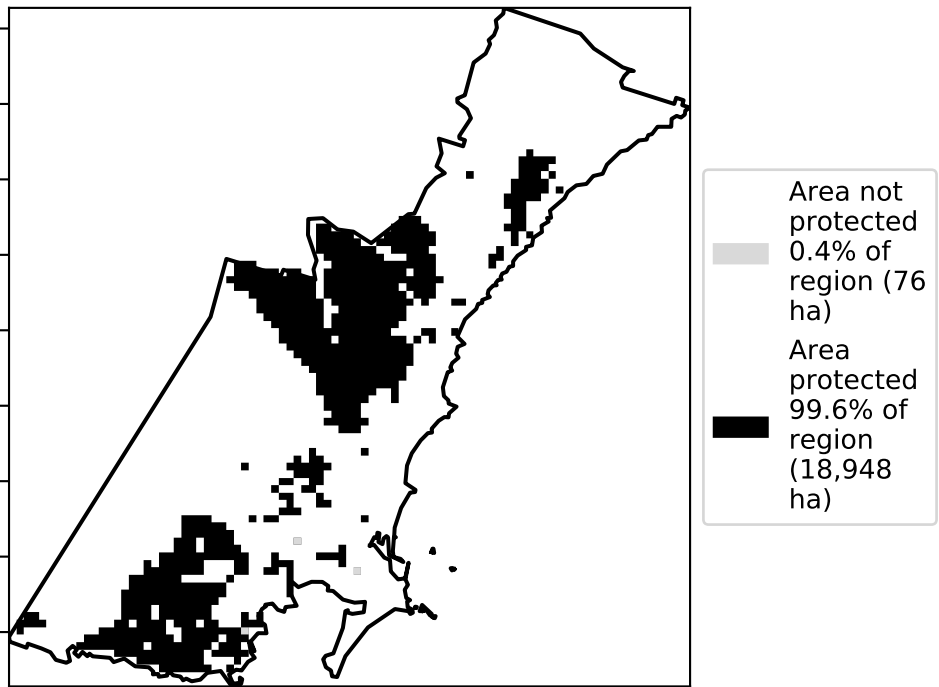 Area not
protected
0.4% of
region (76
ha)
Area
protected
99.6% of
region
(18,948
ha)